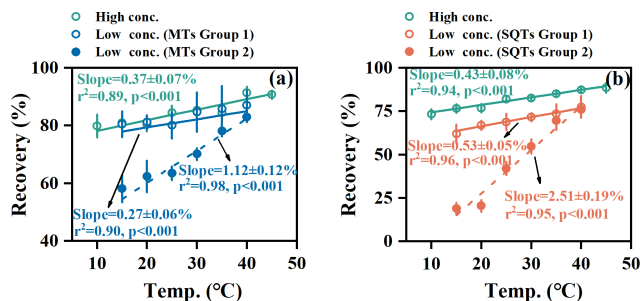 High conc.
Low conc. (MTs Group 1)
Low conc. (MTs Group 2)
(a)
Slope=0.37±0.07%
r²=0.89, p<0.001
Slope=1.12±0.12%
r²=0.98, p<0.001
Slope=0.27±0.06%
r²=0.90, p<0.001
Recovery (%)
100
80
60
40
10 20 30 40 50
Temp. (°C)
High conc.
Low conc. (SQTs Group 1)
Low conc. (SQTs Group 2)
(b)
Slope=0.43±0.08%
r²=0.94, p<0.001
Slope=0.53±0.05%
r²=0.96, p<0.001
Slope=2.51±0.19%
r²=0.95, p<0.001
Recovery (%)
100
75
50
25
0
10 20 30 40 50
Temp. (°C)